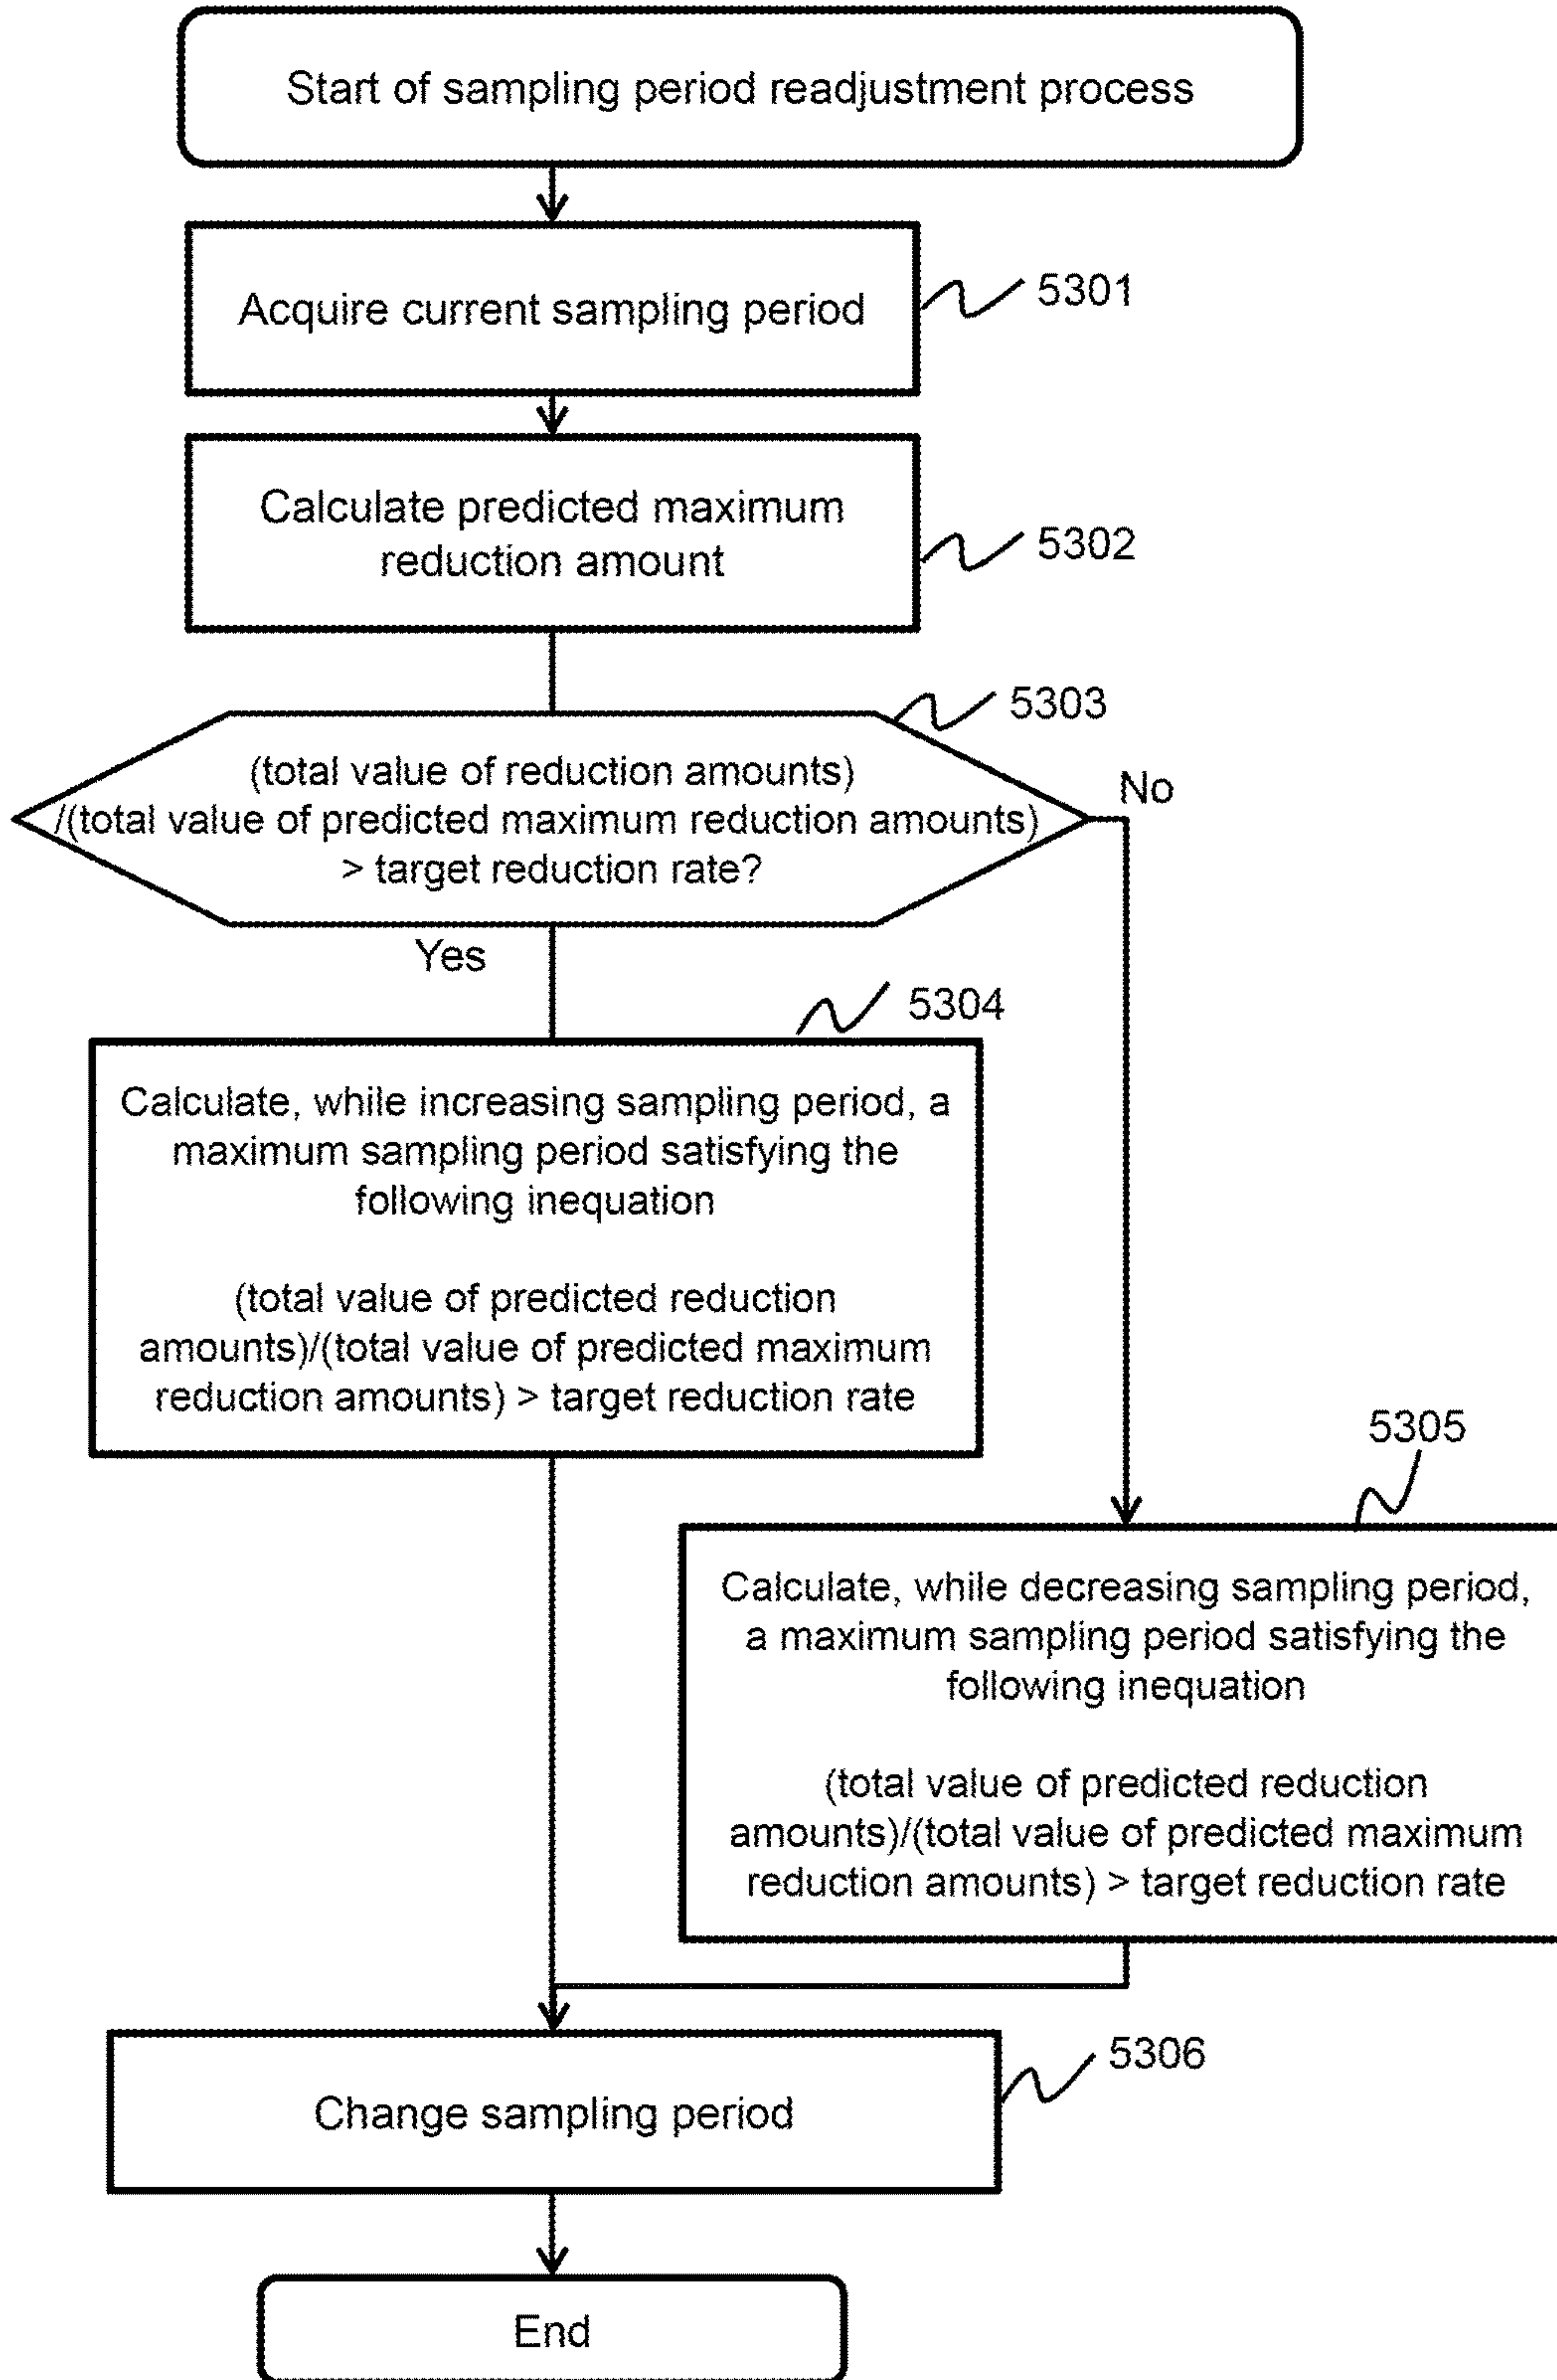 Start of sampling period readjustment process
Acquire current sampling period
5301
Calculate predicted maximum
reduction amount
5302
5303
(total value of reduction amounts)
/(total value of predicted maximum reduction amounts)
> target reduction rate?
No
Yes
5304
Calculate, while increasing sampling period, a
maximum sampling period satisfying the
following inequation
(total value of predicted reduction
amounts)/(total value of predicted maximum
reduction amounts) > target reduction rate
5305
Calculate, while decreasing sampling period,
a maximum sampling period satisfying the
following inequation
(total value of predicted reduction
amounts)/(total value of predicted maximum
reduction amounts) > target reduction rate
Change sampling period
5306
End